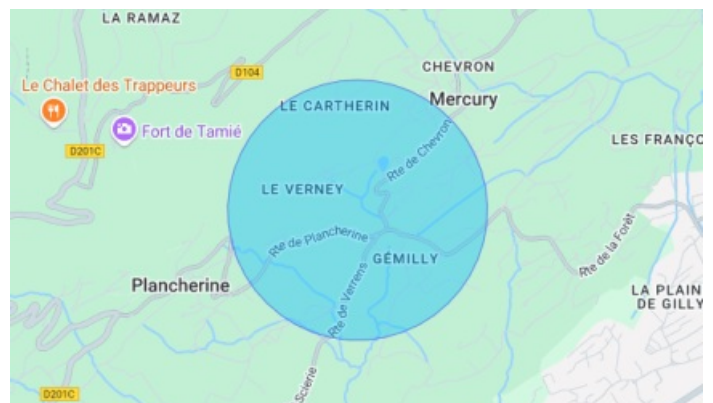 LA RAMAZ
CHEVRON
D104
Le Chalet des Trappeurs
LE CARTHERIN
Mercury
Fort de Tamié
LES FRANÇO
D201C
Rte de Chevron
LE VERNEY
Rte de Plancherine
Rte de la Forêt
GÉMILLY
Plancherine
LA PLAIN
DE GILLY
Rte de Verrens
Scierie
D201C